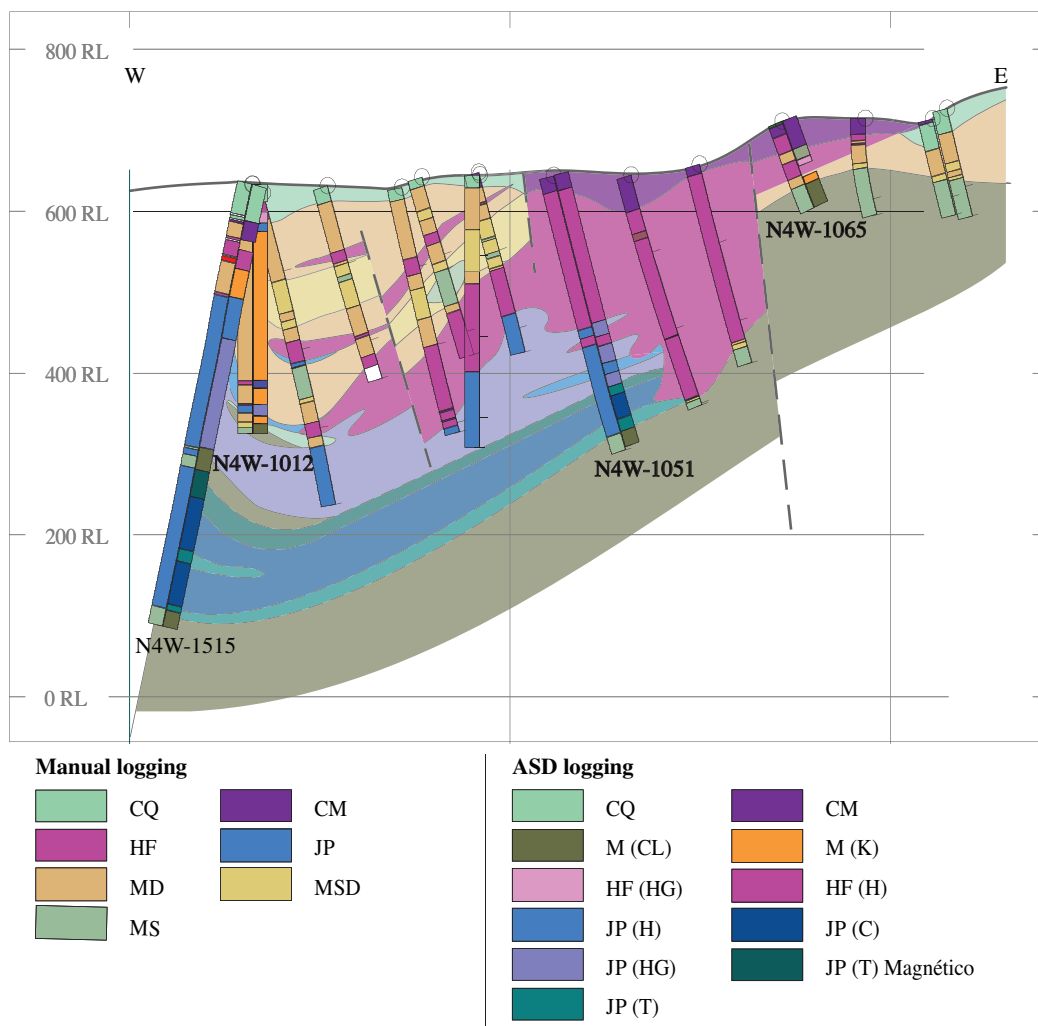 800 RL
W
E
600 RL
N4W-1065
400 RL
N4W-1012
N4W-1051
200 RL
N4W-1515
0 RL
Manual logging
CQ
CM
HF
JP
MD
MSD
MS
ASD logging
CQ
CM
M (CL)
M (K)
HF (HG)
HF (H)
JP (H)
JP (C)
JP (HG)
JP (T) Magnético
JP (T)